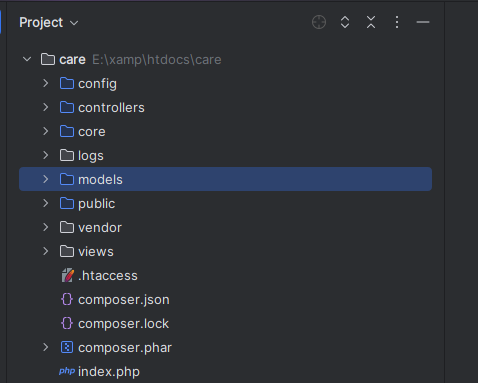 Project
care E:\xamp\htdocs\care
config
controllers
core
logs
models
public
vendor
views
.htaccess
composer.json
composer.lock
composer.phar
php index.php